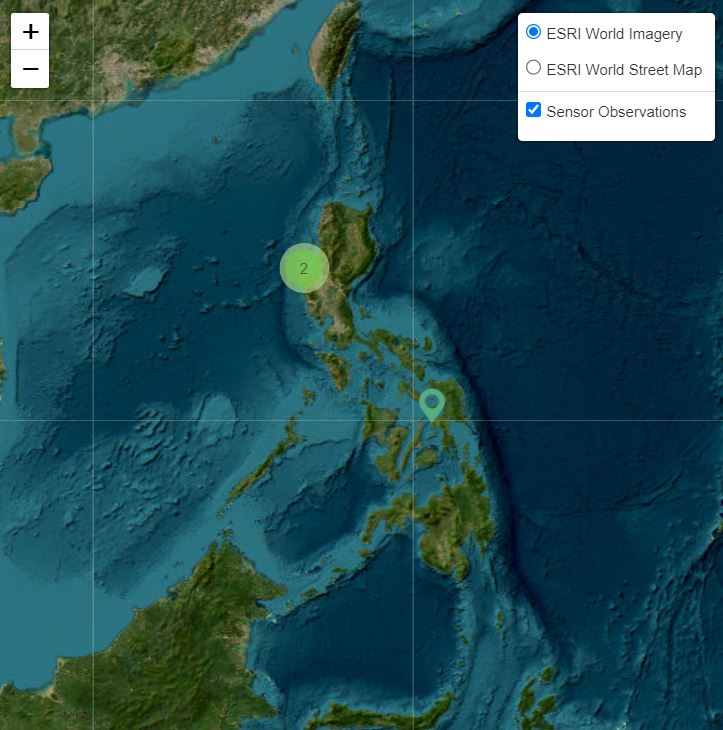 +
−
ESRI World Imagery
ESRI World Street Map
Sensor Observations
2